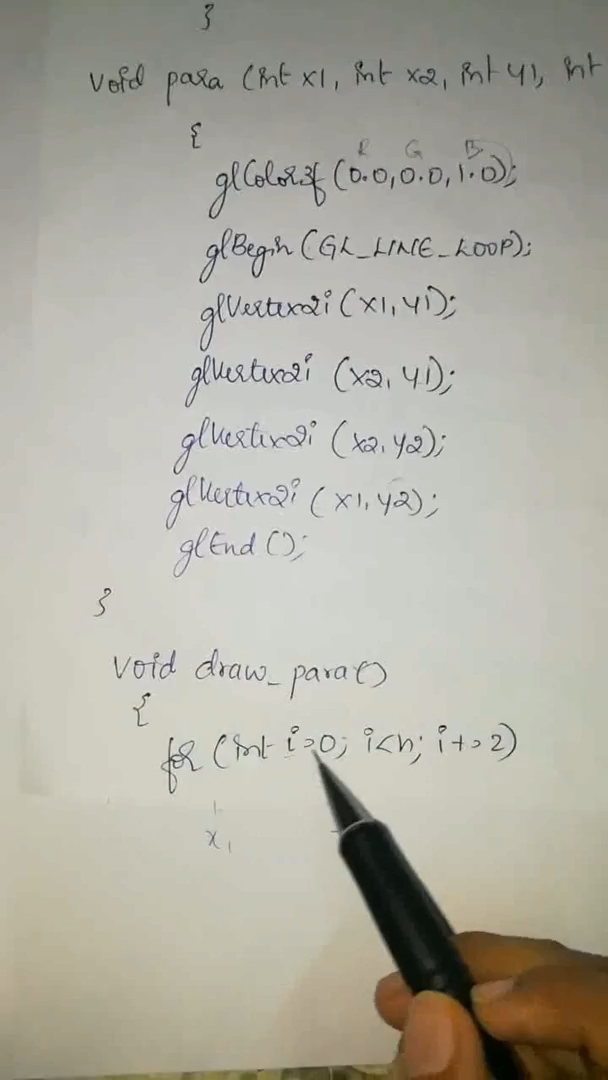 }
void para (int x1, int x2, int y1, int
{
R G B
glColor3f (0.0,0.0,1.0);
glBegin (GL_LINE_LOOP);
glVertex2i (x1,y1);
glVertex2i (x2,y1);
glVertex2i (x2,y2);
glVertex2i (x1,y2);
glEnd ();
}
void draw_para()
{
for (int i=0; i<n; i+=2)
x1